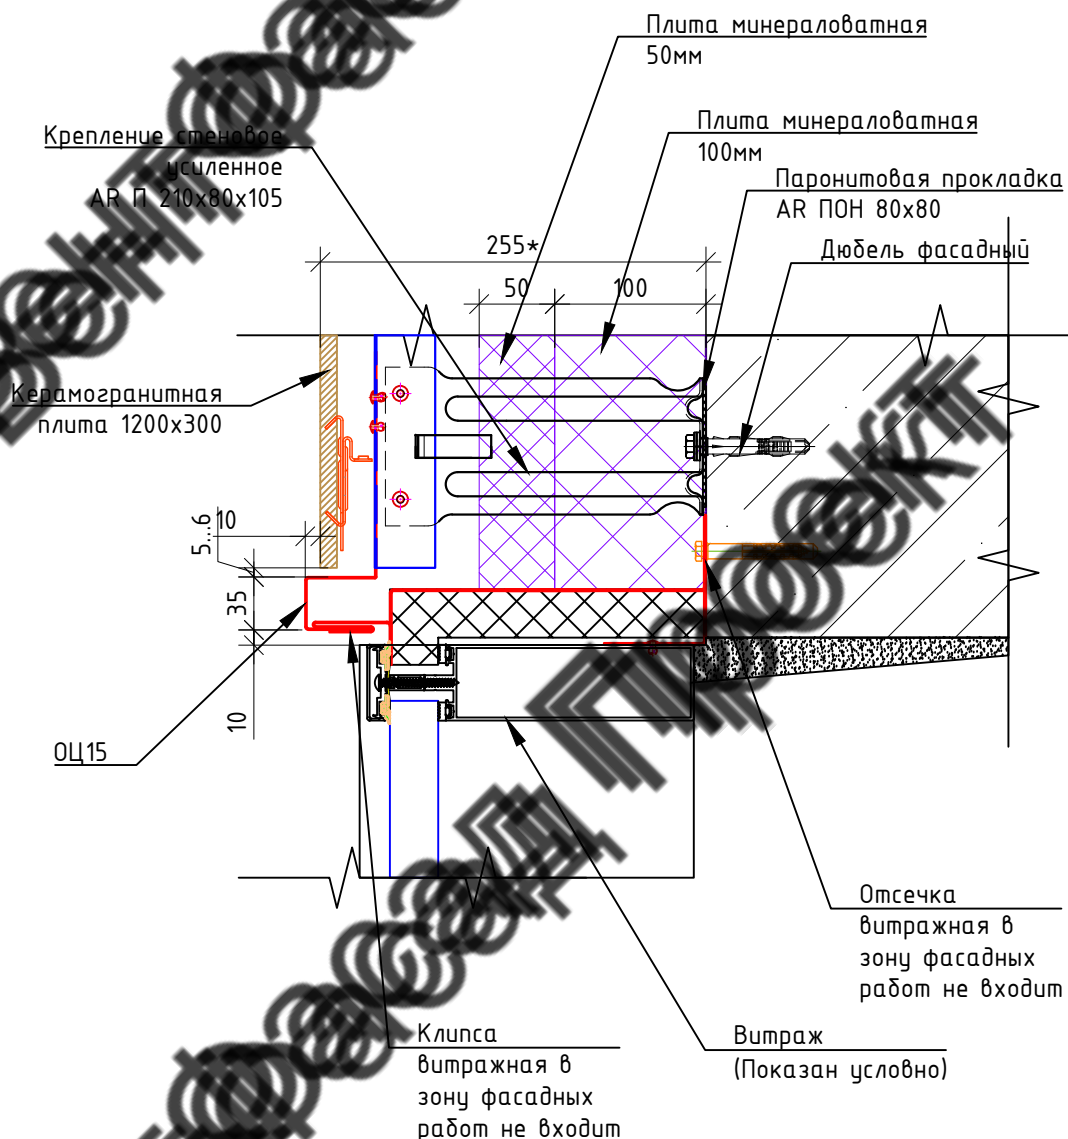 Плита минераловатная
50мм
Крепление стеновое
усиленное
AR П 210x80x105
Плита минераловатная
100мм
Паронитовая прокладка
AR ПОН 80x80
Дюбель фасадный
255*
50
100
Керамогранитная
плита 1200x300
5..6
10
35
10
ОЦ15
Отсечка
витражная в
зону фасадных
работ не входит
Клипса
витражная в
зону фасадных
работ не входит
Витраж
(Показан условно)